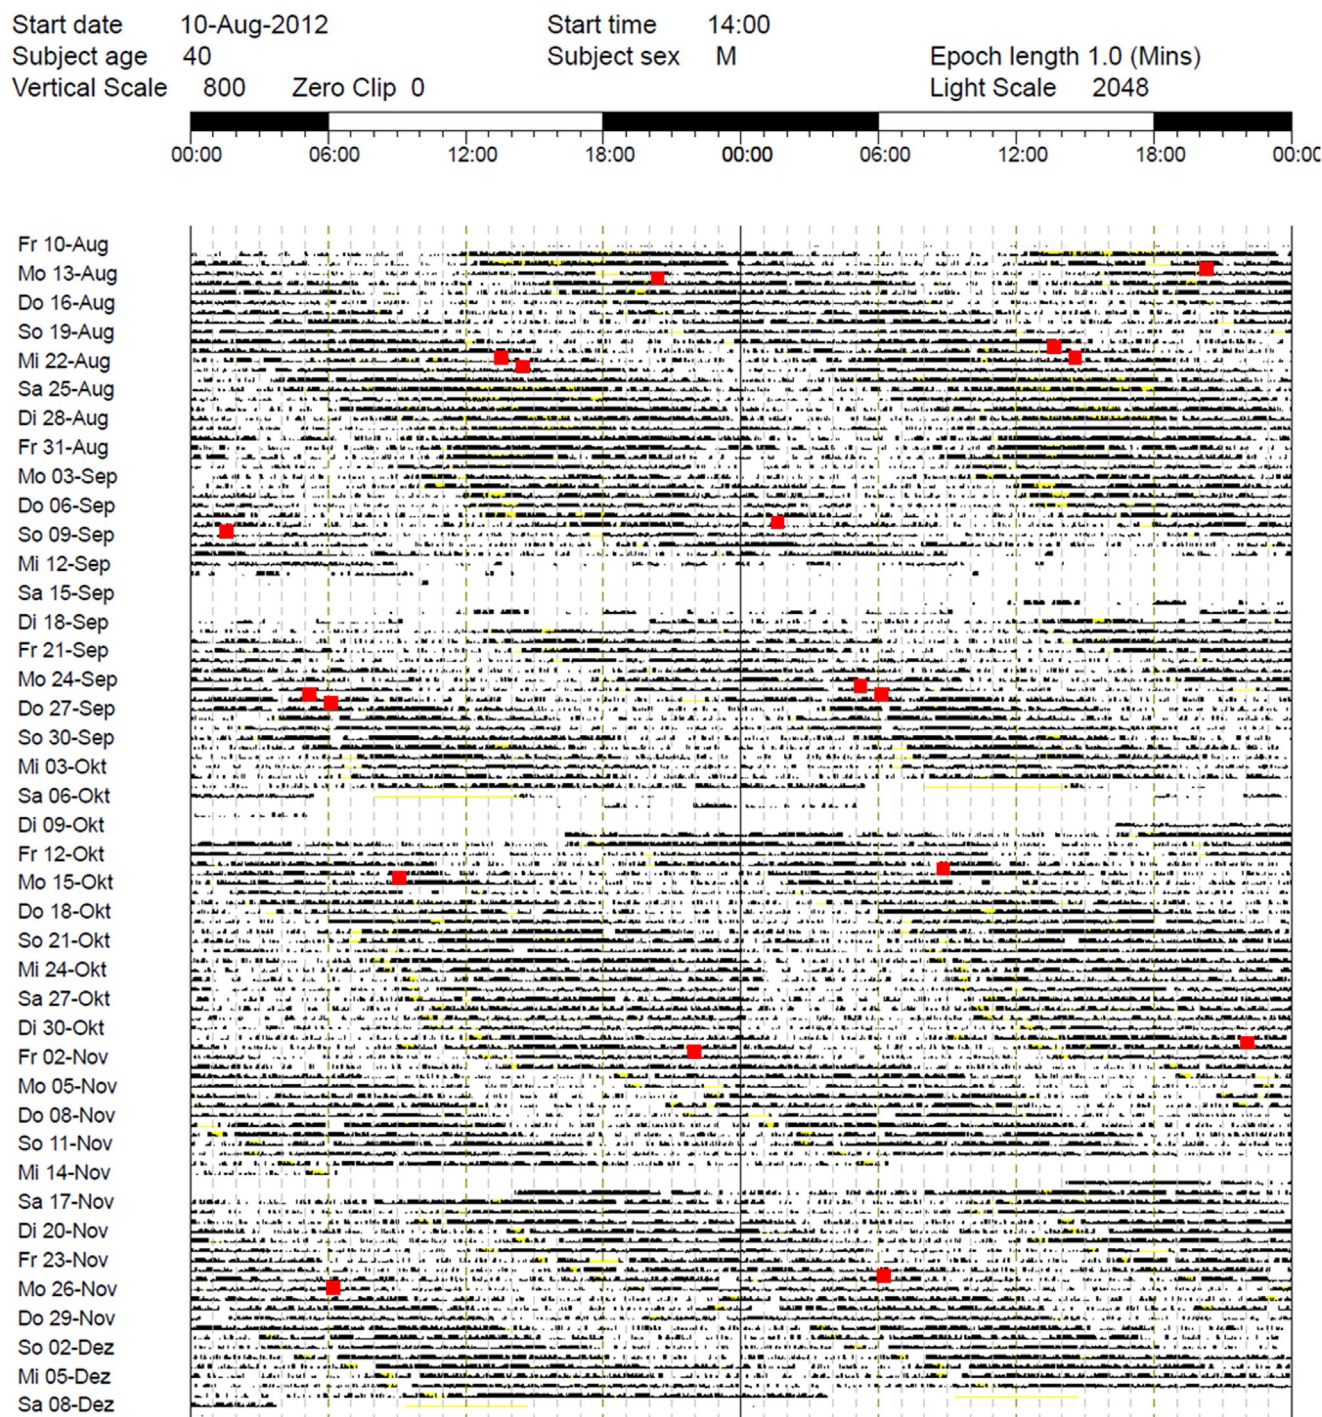 Start date 10-Aug-2012 Start time 14:00
Subject age 40 Subject sex M Epoch length 1.0 (Mins)
Vertical Scale 800 Zero Clip 0 Light Scale 2048
00:00 06:00 12:00 18:00 00:00 06:00 12:00 18:00 00:00
Fr 10-Aug
Mo 13-Aug
Do 16-Aug
So 19-Aug
Mi 22-Aug
Sa 25-Aug
Di 28-Aug
Fr 31-Aug
Mo 03-Sep
Do 06-Sep
So 09-Sep
Mi 12-Sep
Sa 15-Sep
Di 18-Sep
Fr 21-Sep
Mo 24-Sep
Do 27-Sep
So 30-Sep
Mi 03-Okt
Sa 06-Okt
Di 09-Okt
Fr 12-Okt
Mo 15-Okt
Do 18-Okt
So 21-Okt
Mi 24-Okt
Sa 27-Okt
Di 30-Okt
Fr 02-Nov
Mo 05-Nov
Do 08-Nov
So 11-Nov
Mi 14-Nov
Sa 17-Nov
Di 20-Nov
Fr 23-Nov
Mo 26-Nov
Do 29-Nov
So 02-Dez
Mi 05-Dez
Sa 08-Dez